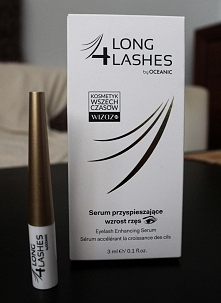 LONG
4 LASHES
by OCEANIC
KOSMETYK
WSZECH
CZASÓW
WIZAZ
Serum przyspieszające
wzrost rzęs
Eyelash Enhancing Serum
Sérum accélérant la croissance des cils
3 ml ℮/0.1 fl.oz.
LONG
4 LASHES